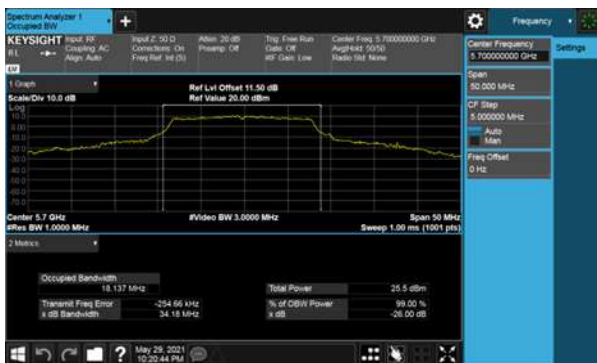 Spectrum Analyzer 1
Occupied BW
+
Frequency
KEYSIGHT
Input: RF
Coupling: AC
Align: Auto
Input Z: 50 Ω
Corrections: On
Freq Ref: Int (S)
Atten: 20 dB
Preamp: Off
Trig: Free Run
Gate: Off
#IF Gain: Low
Center Freq: 5.700000000 GHz
Avg|Hold: 50/50
Radio Std: None
Center Frequency
5.700000000 GHz
Settings
Span
50.000 MHz
CF Step
5.000000 MHz
Auto
Man
Freq Offset
0 Hz
1 Graph
Scale/Div 10.0 dB
Ref Lvl Offset 11.50 dB
Ref Value 20.00 dBm
Log
10.0
0.00
Center 5.7 GHz
#Res BW 1.0000 MHz
#Video BW 3.0000 MHz
Span 50 MHz
Sweep 1.00 ms (1001 pts)
2 Metrics
Occupied Bandwidth
18.137 MHz
Total Power
25.5 dBm
Transmit Freq Error
-254.66 kHz
% of OBW Power
99.00 %
x dB Bandwidth
34.18 MHz
x dB
-26.00 dB
?
May 29, 2021
10:20:44 PM